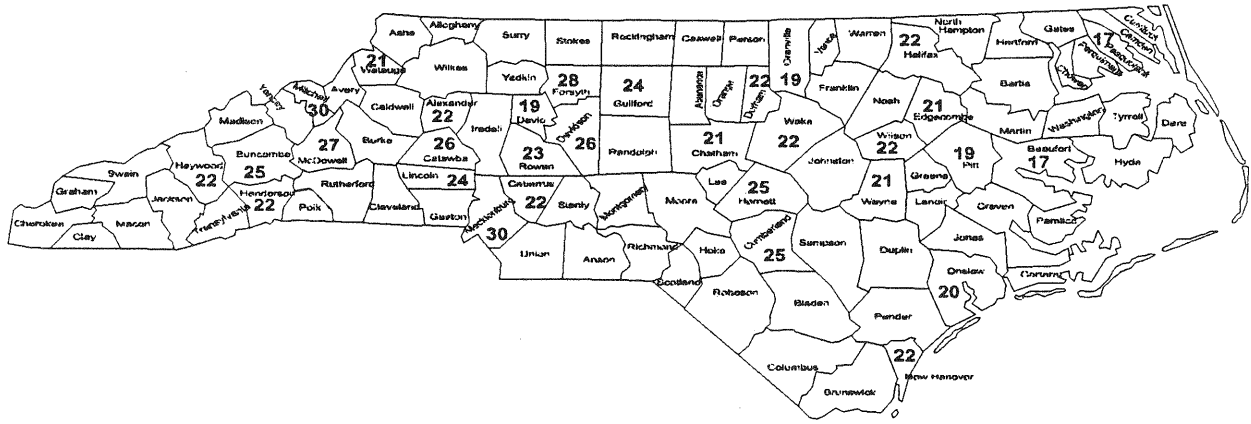 Ashe
Alleghany
Surry
Stokes
Rockingham
Caswell
Person
Granville
19
Vance
Warren
North
Hampton
22
Halifax
Hertford
Gates
Currituck
Camden
Pasquotank
17
Perquimans
Chowan
21
Watauga
Wilkes
Yadkin
28
Forsyth
24
Guilford
Alamance
Orange
22
Durham
Franklin
Nash
21
Edgecombe
Bertie
Martin
Washington
Tyrrell
Dare
Yancey
Mitchell
30
Avery
Caldwell
Alexander
22
Iredell
19
Davie
Davidson
26
Randolph
21
Chatham
Wake
22
Johnston
Wilson
22
19
Pitt
Beaufort
17
Hyde
Madison
Buncombe
25
27
McDowell
Burke
26
Catawba
23
Rowan
Swain
Haywood
22
Graham
Jackson
Henderson
22
Rutherford
Polk
Cleveland
Lincoln
24
Gaston
Mecklenburg
30
Cabarrus
22
Stanly
Montgomery
Moore
Lee
25
Harnett
21
Wayne
Greene
Lenoir
Craven
Pamlico
Cherokee
Clay
Macon
Transylvania
Union
Anson
Richmond
Scotland
Hoke
Cumberland
25
Sampson
Duplin
Jones
Onslow
20
Carteret
Robeson
Bladen
Pender
Columbus
Brunswick
22
New Hanover